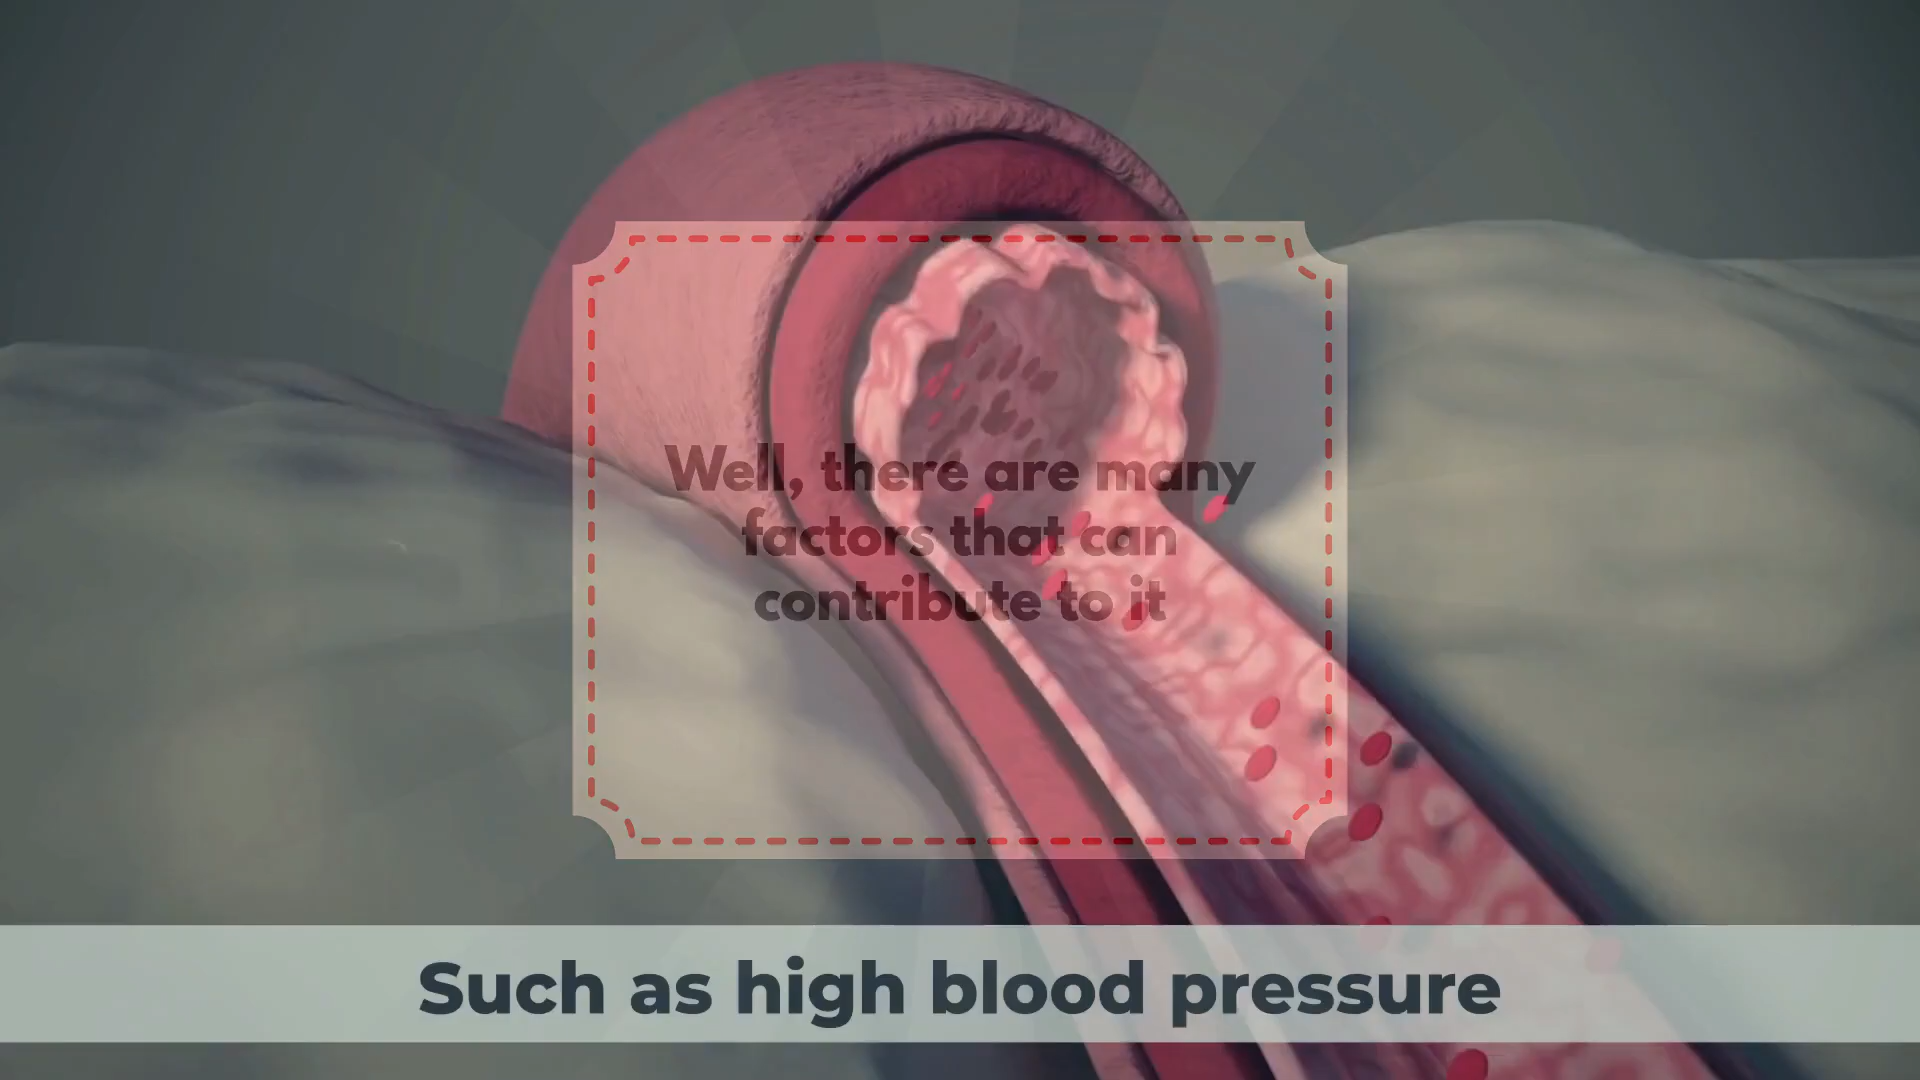 Well, there are many
factors that can
contribute to it
Such as high blood pressure